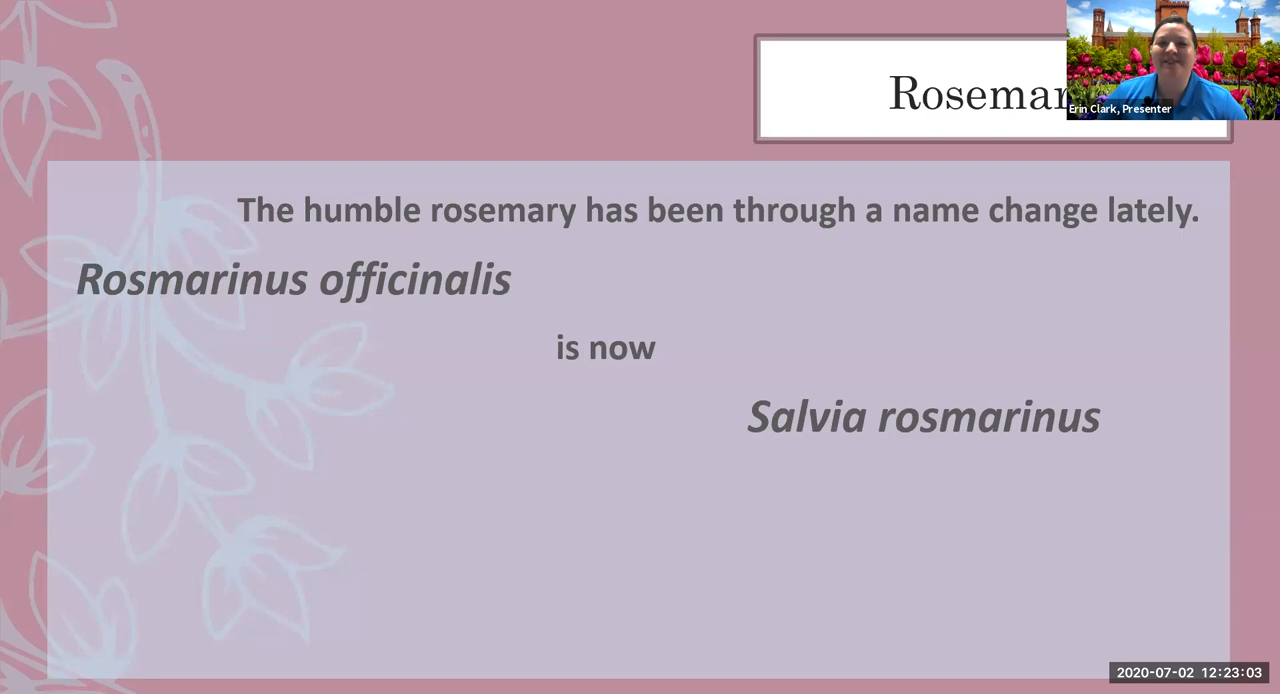 Rosemar
Erin Clark, Presenter
The humble rosemary has been through a name change lately.
Rosmarinus officinalis
is now
Salvia rosmarinus
2020-07-02 12:23:03